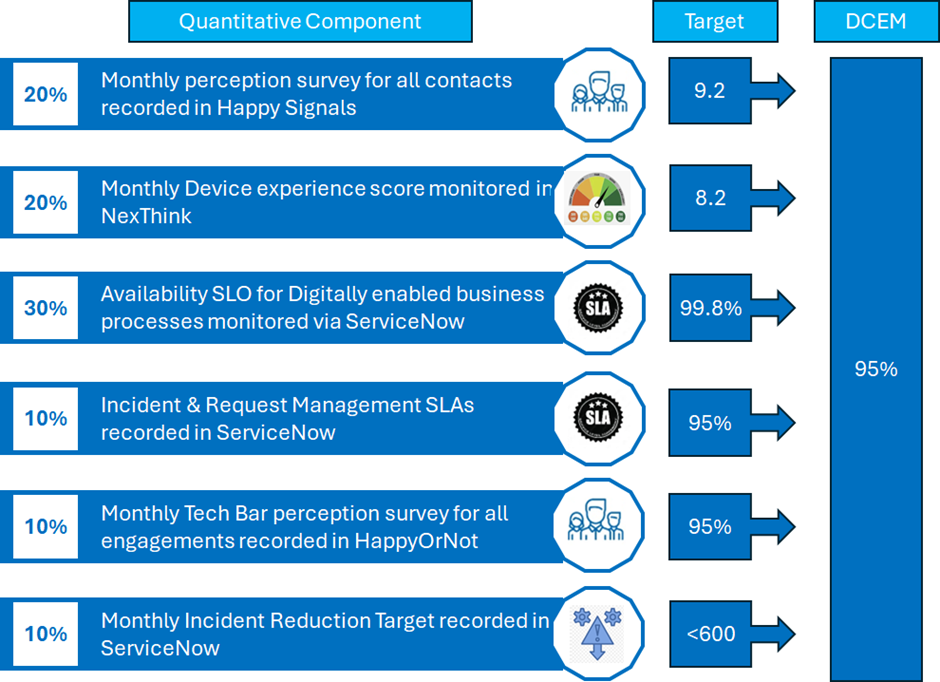 Quantitative Component
Target
DCEM
20%
Monthly perception survey for all contacts
recorded in Happy Signals
9.2
20%
Monthly Device experience score monitored in
NexThink
8.2
30%
Availability SLO for Digitally enabled business
processes monitored via ServiceNow
SLA
99.8%
95%
10%
Incident & Request Management SLAs
recorded in ServiceNow
SLA
95%
10%
Monthly Tech Bar perception survey for all
engagements recorded in HappyOrNot
95%
10%
Monthly Incident Reduction Target recorded in
ServiceNow
!
<600